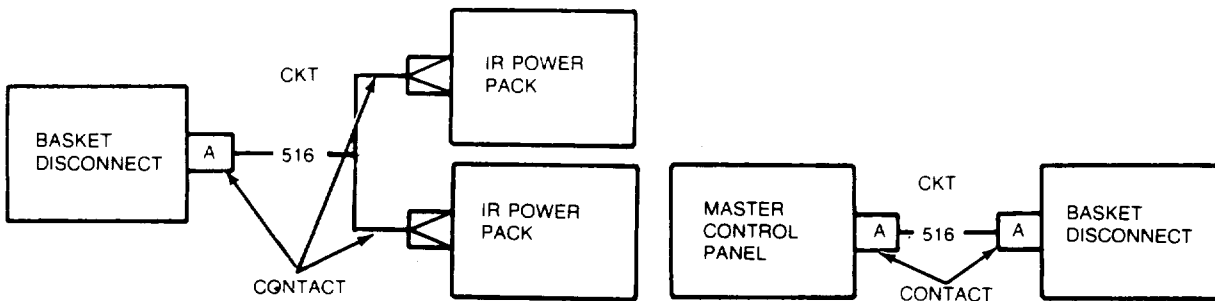 CKT
IR POWER
PACK
BASKET
DISCONNECT
A
516
IR POWER
PACK
CONTACT
MASTER
CONTROL
PANEL
A
CKT
516
A
BASKET
DISCONNECT
CONTACT